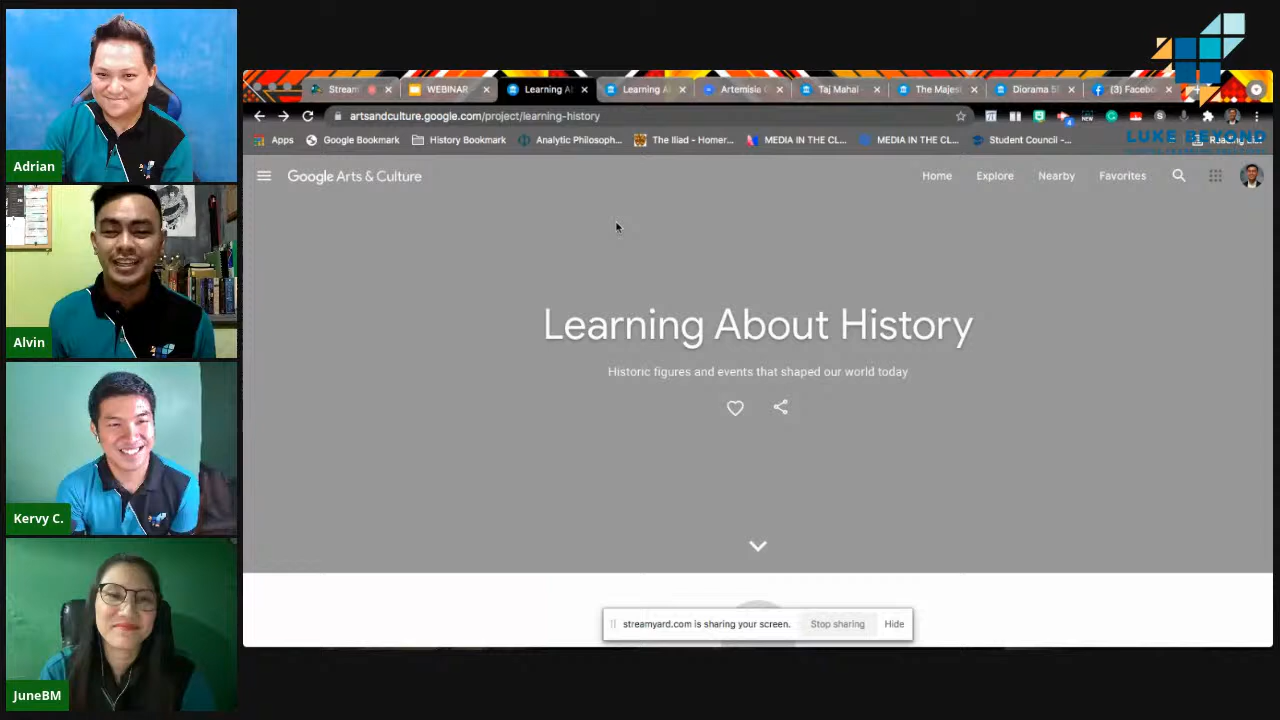 Adrian
Alvin
Kervy C.
JuneBM
LUKE BEYOND
Stream
WEBINAR
Learning A
Learning A
Artemisia
Taj Mahal
The Majes
Diorama 5
(3) Faceb
artsandculture.google.com/project/learning-history
Apps
Google Bookmark
History Bookmark
Analytic Philosoph...
The Iliad - Homer...
MEDIA IN THE CL...
MEDIA IN THE CL...
Student Council -...
Google Arts & Culture
Home
Explore
Nearby
Favorites
Learning About History
Historic figures and events that shaped our world today
streamyard.com is sharing your screen.
Stop sharing
Hide